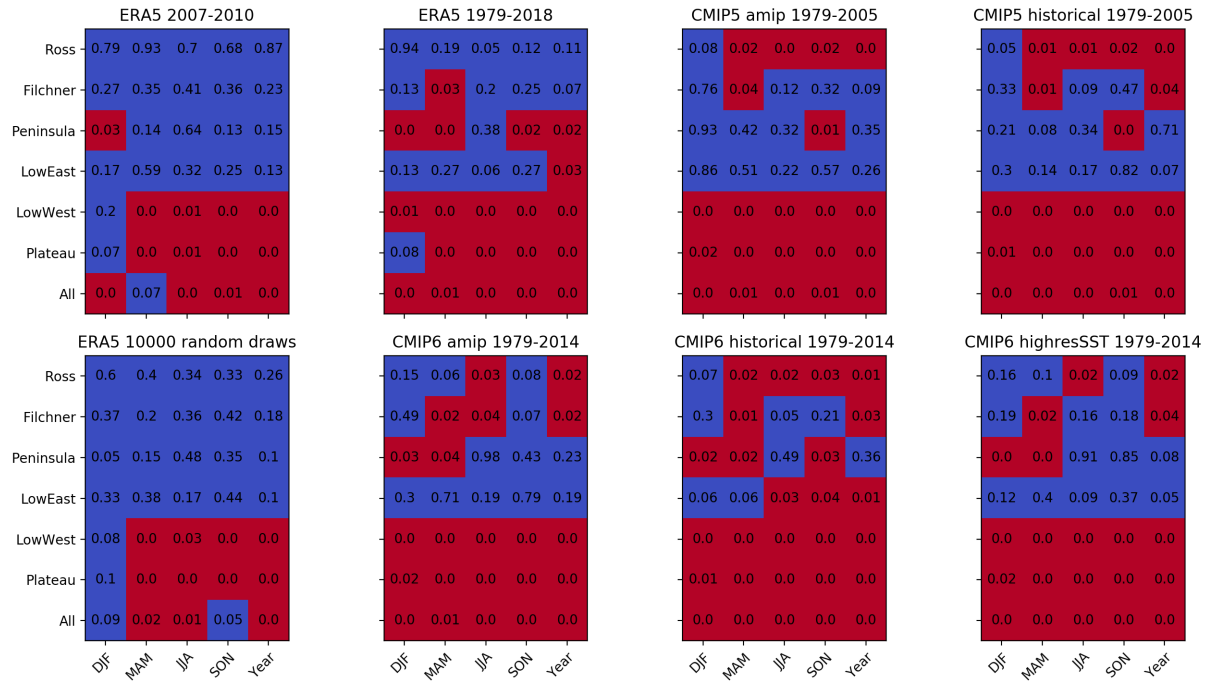 ERA5 2007-2010 ERA5 1979-2018 CMIP5 amip 1979-2005 CMIP5 historical 1979-2005
Ross 0.79 0.93 0.7 0.68 0.87 0.94 0.19 0.05 0.12 0.11 0.08 0.02 0.0 0.02 0.0 0.05 0.01 0.01 0.02 0.0
Filchner 0.27 0.35 0.41 0.36 0.23 0.13 0.03 0.2 0.25 0.07 0.76 0.04 0.12 0.32 0.09 0.33 0.01 0.09 0.47 0.04
Peninsula 0.03 0.14 0.64 0.13 0.15 0.0 0.0 0.38 0.02 0.02 0.93 0.42 0.32 0.01 0.35 0.21 0.08 0.34 0.0 0.71
LowEast 0.17 0.59 0.32 0.25 0.13 0.13 0.27 0.06 0.27 0.03 0.86 0.51 0.22 0.57 0.26 0.3 0.14 0.17 0.82 0.07
LowWest 0.2 0.0 0.01 0.0 0.0 0.01 0.0 0.0 0.0 0.0 0.0 0.0 0.0 0.0 0.0 0.0 0.0 0.0 0.0 0.0
Plateau 0.07 0.0 0.01 0.0 0.0 0.08 0.0 0.0 0.0 0.0 0.02 0.0 0.0 0.0 0.0 0.01 0.0 0.0 0.0 0.0
All 0.0 0.07 0.0 0.01 0.0 0.0 0.01 0.0 0.0 0.0 0.0 0.01 0.0 0.01 0.0 0.0 0.0 0.0 0.01 0.0
ERA5 10000 random draws CMIP6 amip 1979-2014 CMIP6 historical 1979-2014 CMIP6 highresSST 1979-2014
Ross 0.6 0.4 0.34 0.33 0.26 0.15 0.06 0.03 0.08 0.02 0.07 0.02 0.02 0.03 0.01 0.16 0.1 0.02 0.09 0.02
Filchner 0.37 0.2 0.36 0.42 0.18 0.49 0.02 0.04 0.07 0.02 0.3 0.01 0.05 0.21 0.03 0.19 0.02 0.16 0.18 0.04
Peninsula 0.05 0.15 0.48 0.35 0.1 0.03 0.04 0.98 0.43 0.23 0.02 0.02 0.49 0.03 0.36 0.0 0.0 0.91 0.85 0.08
LowEast 0.33 0.38 0.17 0.44 0.1 0.3 0.71 0.19 0.79 0.19 0.06 0.06 0.03 0.04 0.01 0.12 0.4 0.09 0.37 0.05
LowWest 0.08 0.0 0.03 0.0 0.0 0.0 0.0 0.0 0.0 0.0 0.0 0.0 0.0 0.0 0.0 0.0 0.0 0.0 0.0 0.0
Plateau 0.1 0.0 0.0 0.0 0.0 0.02 0.0 0.0 0.0 0.0 0.01 0.0 0.0 0.0 0.0 0.02 0.0 0.0 0.0 0.0
All 0.09 0.02 0.01 0.05 0.0 0.0 0.01 0.0 0.0 0.0 0.0 0.0 0.0 0.0 0.0 0.0 0.0 0.0 0.0 0.0
DJF MAM JJA SON Year DJF MAM JJA SON Year DJF MAM JJA SON Year DJF MAM JJA SON Year